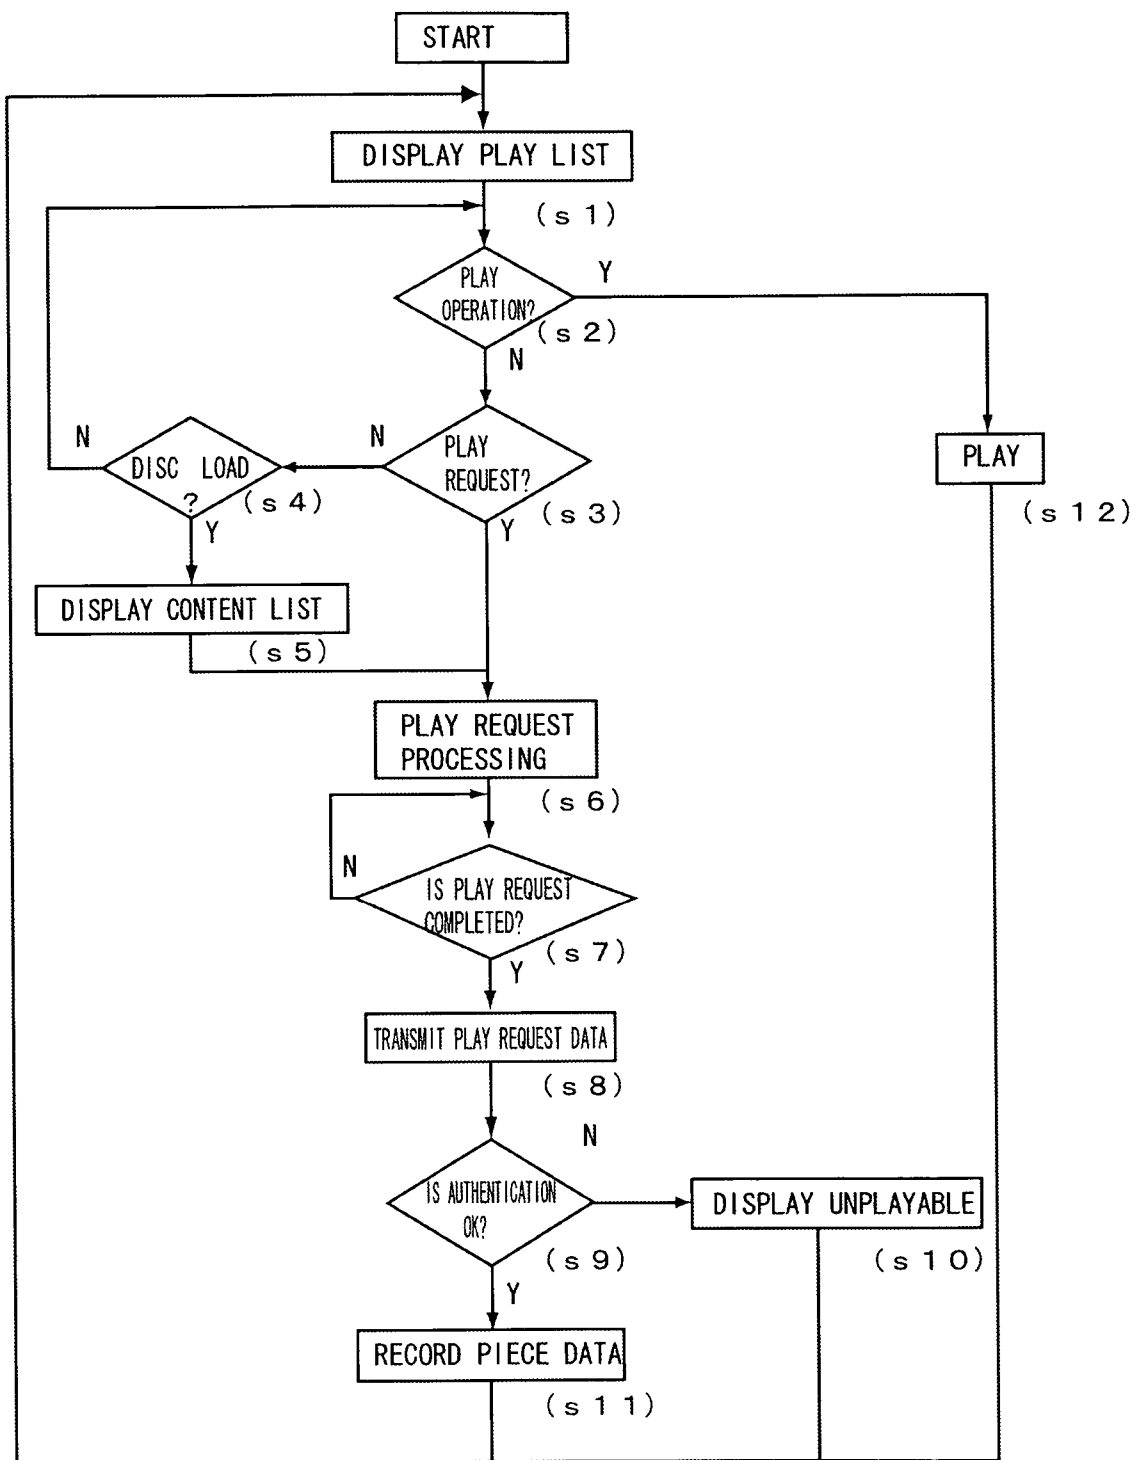 START
DISPLAY PLAY LIST
(s1)
PLAY
OPERATION?
Y
(s2)
N
PLAY
REQUEST?
N
(s3)
Y
DISC LOAD
?
N
(s4)
Y
PLAY
(s12)
DISPLAY CONTENT LIST
(s5)
PLAY REQUEST
PROCESSING
(s6)
N
IS PLAY REQUEST
COMPLETED?
(s7)
Y
TRANSMIT PLAY REQUEST DATA
(s8)
N
IS AUTHENTICATION
OK?
(s9)
Y
DISPLAY UNPLAYABLE
(s10)
RECORD PIECE DATA
(s11)